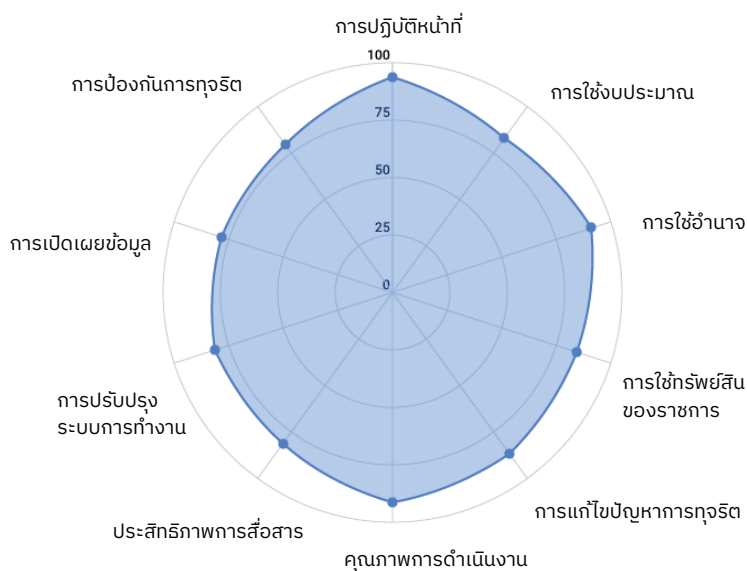 การปฏิบัติหน้าที่
100
การป้องกันการทุจริต
การใช้งบประมาณ
75
50
การใช้อำนาจ
การเปิดเผยข้อมูล
25
0
การใช้ทรัพย์สิน
ของราชการ
การปรับปรุง
ระบบการทำงาน
การแก้ไขปัญหาการทุจริต
ประสิทธิภาพการสื่อสาร
คุณภาพการดำเนินงาน